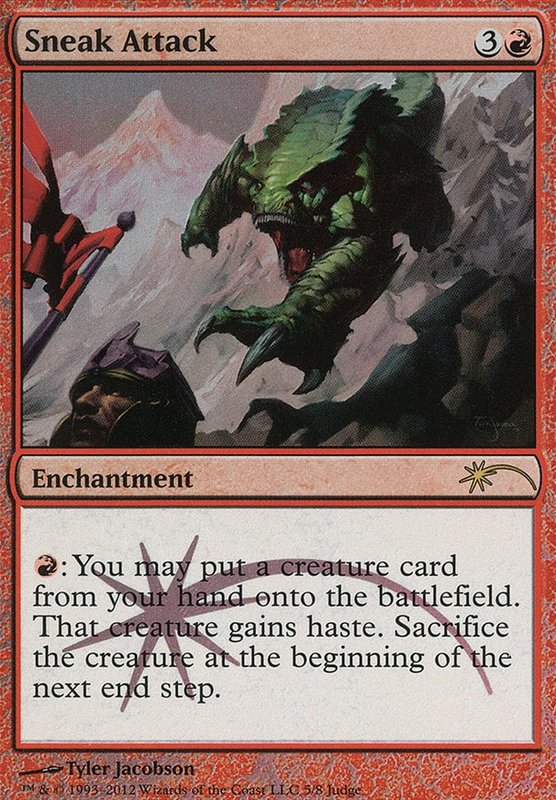 Sneak Attack 3
Enchantment
:You may put a creature card
from your hand onto the battlefield.
That creature gains haste. Sacrifice
the creature at the beginning of the
next end step.
Tyler Jacobson
™ & © 1993–2012 Wizards of the Coast LLC 5/8 Judge